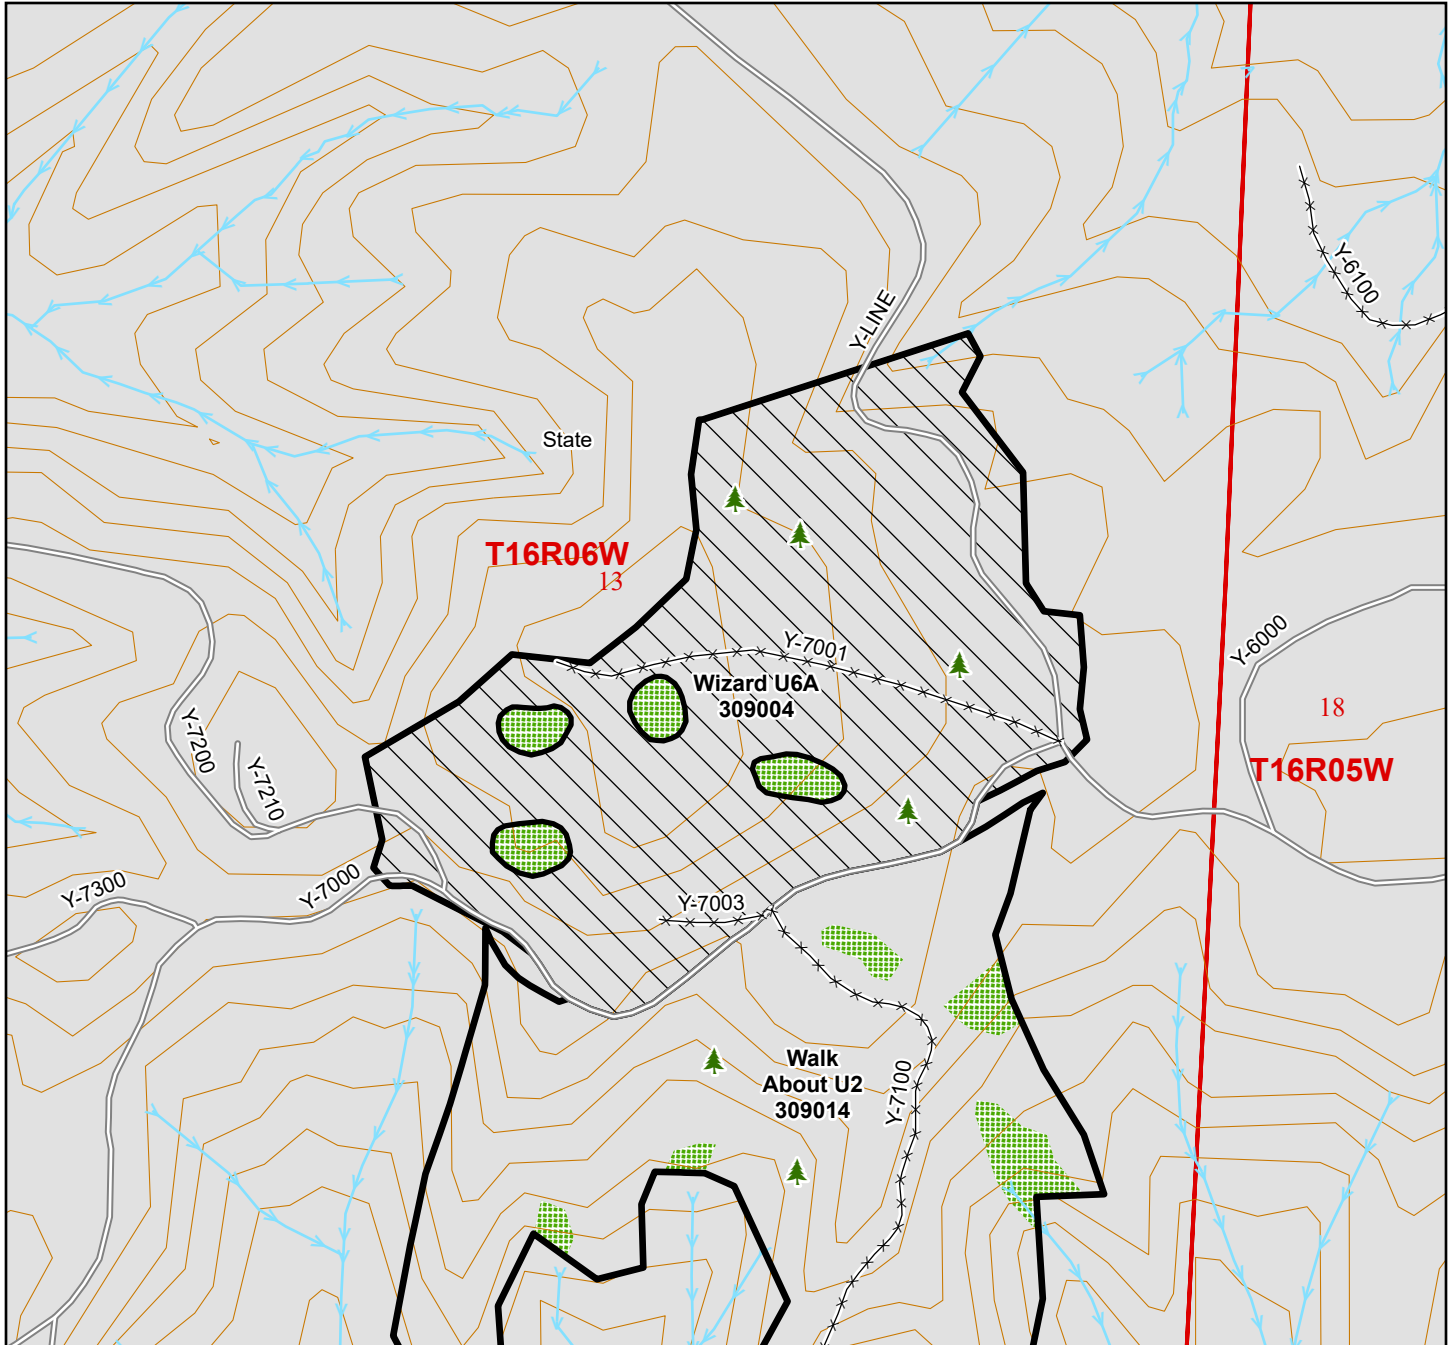 Y-6100
Y-LINE
State
T16R06W
13
Y-6000
Y-7001
Wizard U6A
309004
18
Y-7200
T16R05W
Y-7210
Y-7300
Y-7000
Y-7003
Walk
About U2
309014
Y-7100